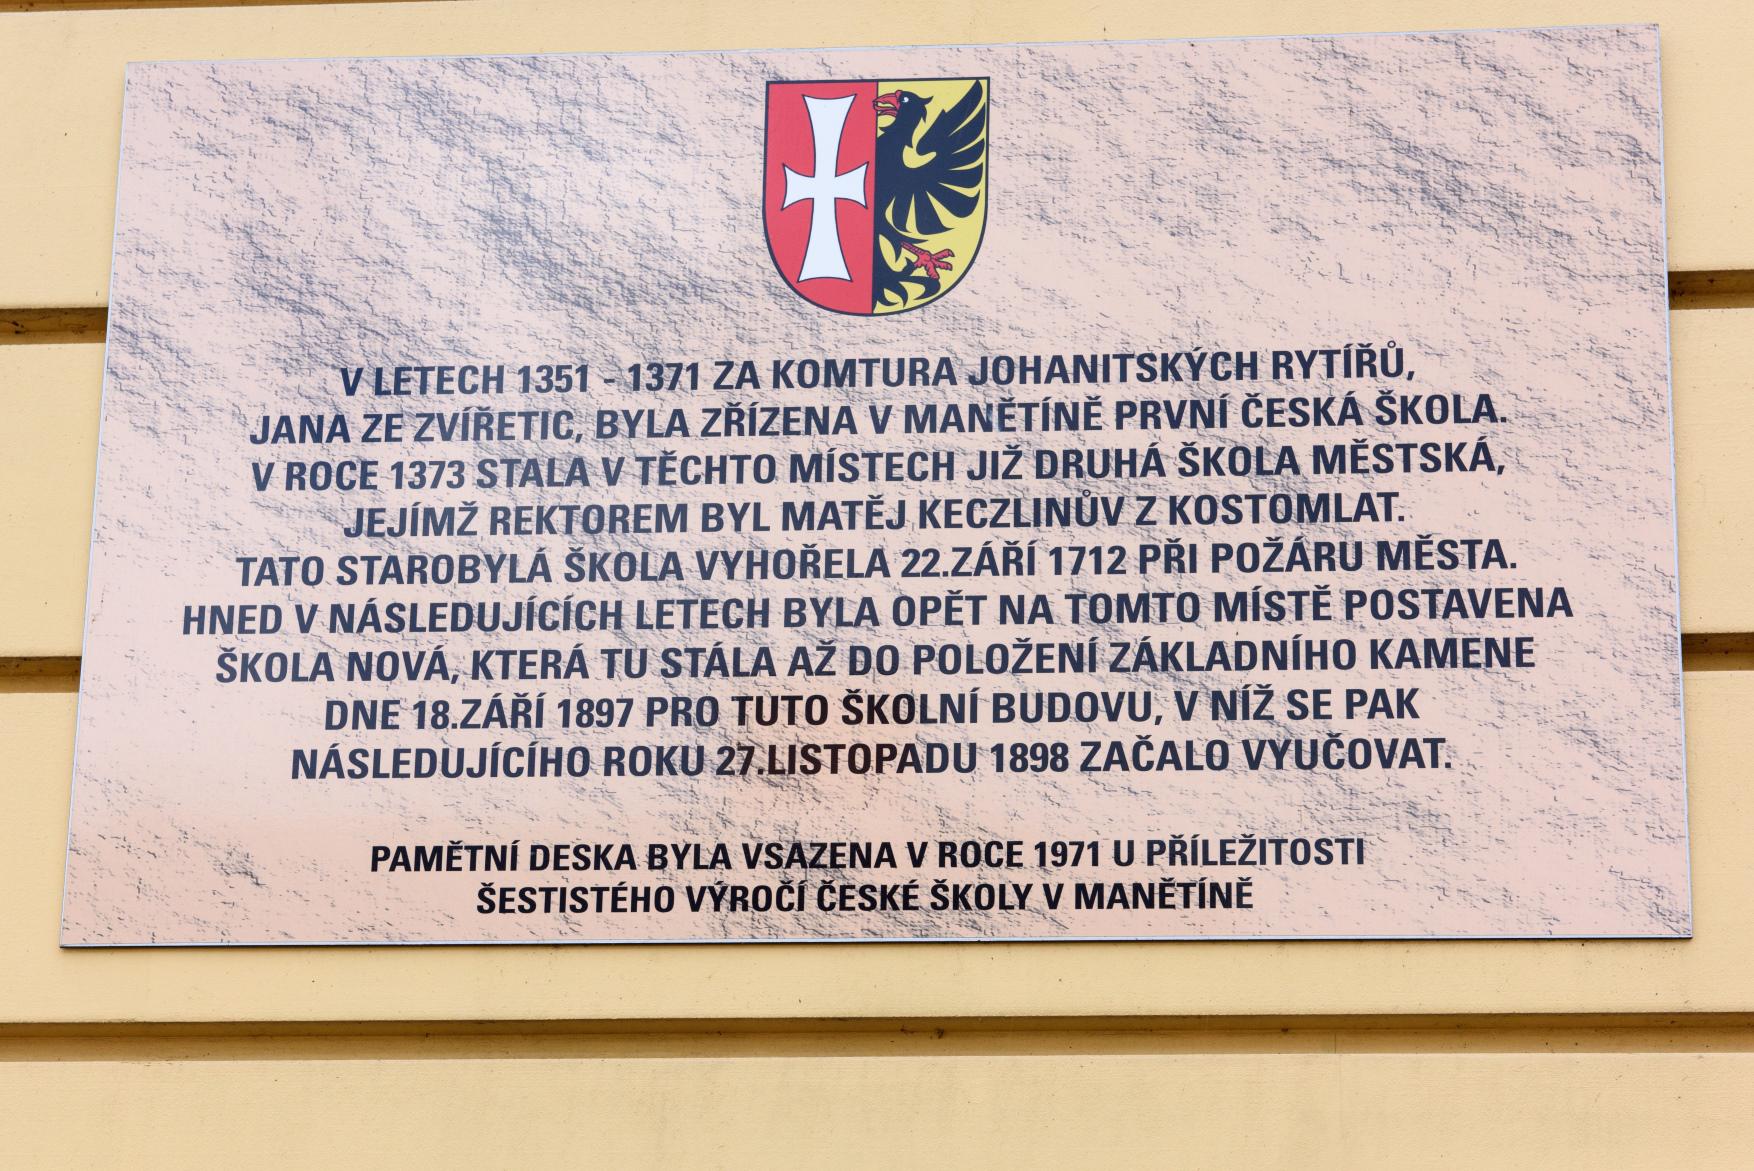 V LETECH 1351 - 1371 ZA KOMTURA JOHANITSKÝCH RYTÍŘŮ,
JANA ZE ZVÍŘETIC, BYLA ZŘÍZENA V MANĚTÍNĚ PRVNÍ ČESKÁ ŠKOLA.
V ROCE 1373 STALA V TĚCHTO MÍSTECH JIŽ DRUHÁ ŠKOLA MĚSTSKÁ,
JEJÍMŽ REKTOREM BYL MATĚJ KECZLINŮV Z KOSTOMLAT.
TATO STAROBYLÁ ŠKOLA VYHOŘELA 22.ZÁŘÍ 1712 PŘI POŽÁRU MĚSTA.
HNED V NÁSLEDUJÍCÍCH LETECH BYLA OPĚT NA TOMTO MÍSTĚ POSTAVENA
ŠKOLA NOVÁ, KTERÁ TU STÁLA AŽ DO POLOŽENÍ ZÁKLADNÍHO KAMENE
DNE 18.ZÁŘÍ 1897 PRO TUTO ŠKOLNÍ BUDOVU, V NÍŽ SE PAK
NÁSLEDUJÍCÍHO ROKU 27.LISTOPADU 1898 ZAČALO VYUČOVAT.
PAMĚTNÍ DESKA BYLA VSAZENA V ROCE 1971 U PŘÍLEŽITOSTI
ŠESTISTÉHO VÝROČÍ ČESKÉ ŠKOLY V MANĚTÍNĚ